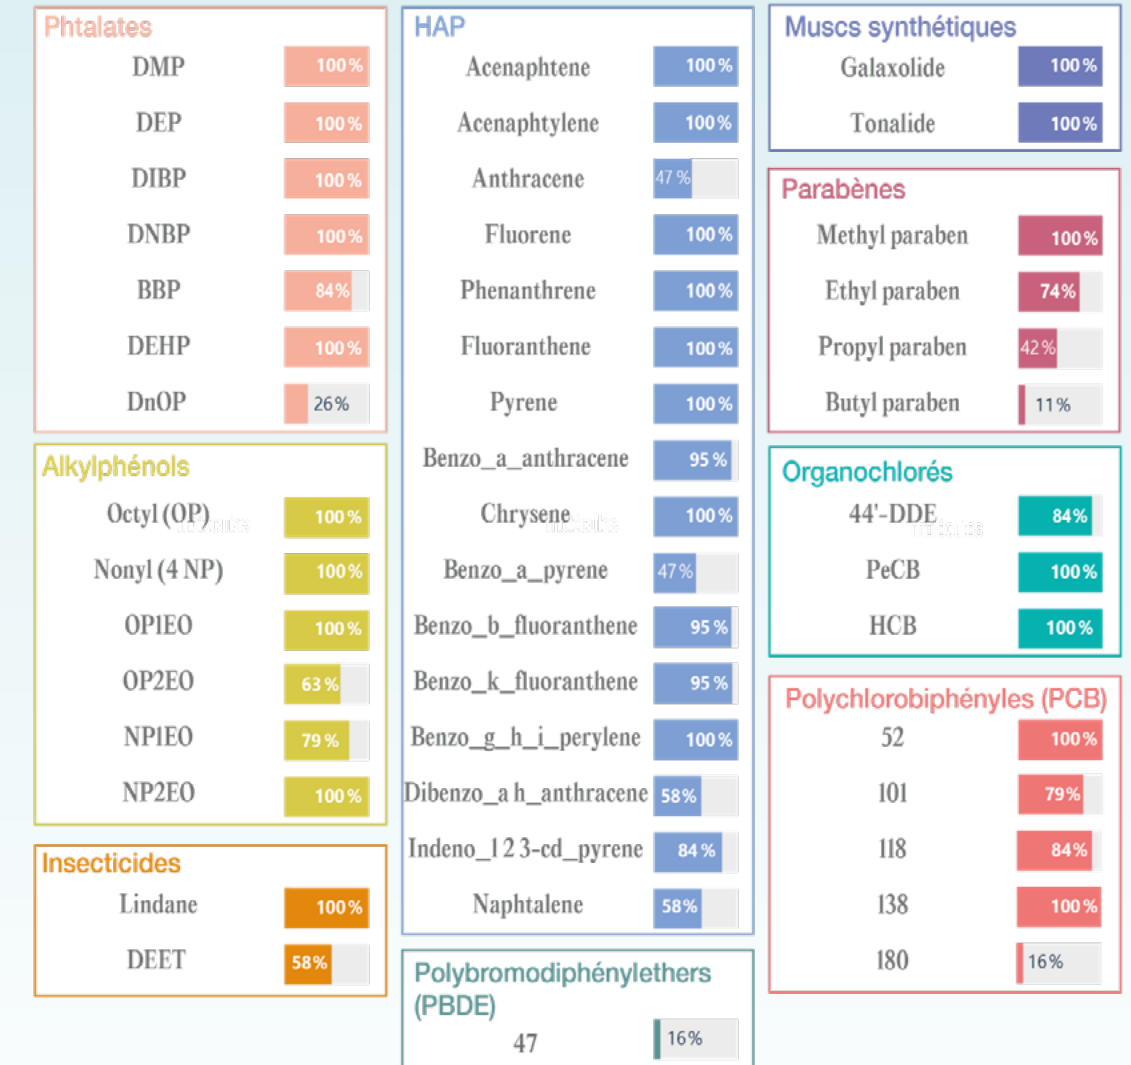 Phtalates
DMP 100%
DEP 100%
DIBP 100%
DNBP 100%
BBP 84%
DEHP 100%
DnOP 26%
Alkylphénols
Octyl (OP) 100%
Nonyl (4 NP) 100%
OP1EO 100%
OP2EO 63%
NP1EO 79%
NP2EO 100%
Insecticides
Lindane 100%
DEET 58%
HAP
Acenaphtene 100%
Acenaphtylene 100%
Anthracene 47%
Fluorene 100%
Phenanthrene 100%
Fluoranthene 100%
Pyrene 100%
Benzo_a_anthracene 95%
Chrysene 100%
Benzo_a_pyrene 47%
Benzo_b_fluoranthene 95%
Benzo_k_fluoranthene 95%
Benzo_g_h_i_perylene 100%
Dibenzo_a h_anthracene 58%
Indeno_1 2 3-cd_pyrene 84%
Naphtalene 58%
Polybromodiphénylethers
(PBDE)
47 16%
Muscs synthétiques
Galaxolide 100%
Tonalide 100%
Parabènes
Methyl paraben 100%
Ethyl paraben 74%
Propyl paraben 42%
Butyl paraben 11%
Organochlorés
44'-DDE 84%
PeCB 100%
HCB 100%
Polychlorobiphényles (PCB)
52 100%
101 79%
118 84%
138 100%
180 16%